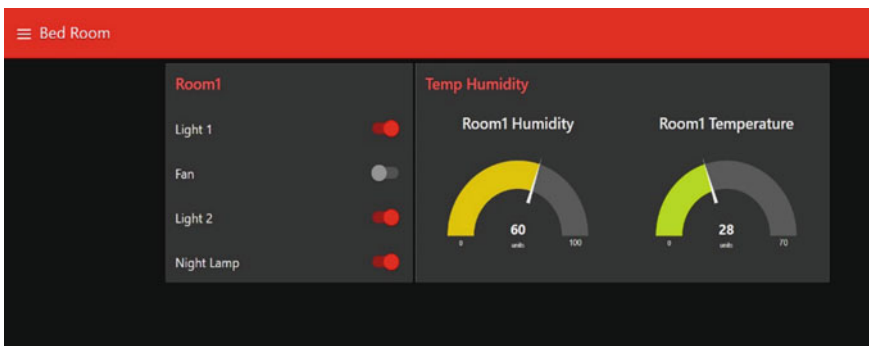 Bed Room
Room1
Light 1
Fan
Light 2
Night Lamp
Temp Humidity
Room1 Humidity
60
units
0
100
Room1 Temperature
28
units
0
70